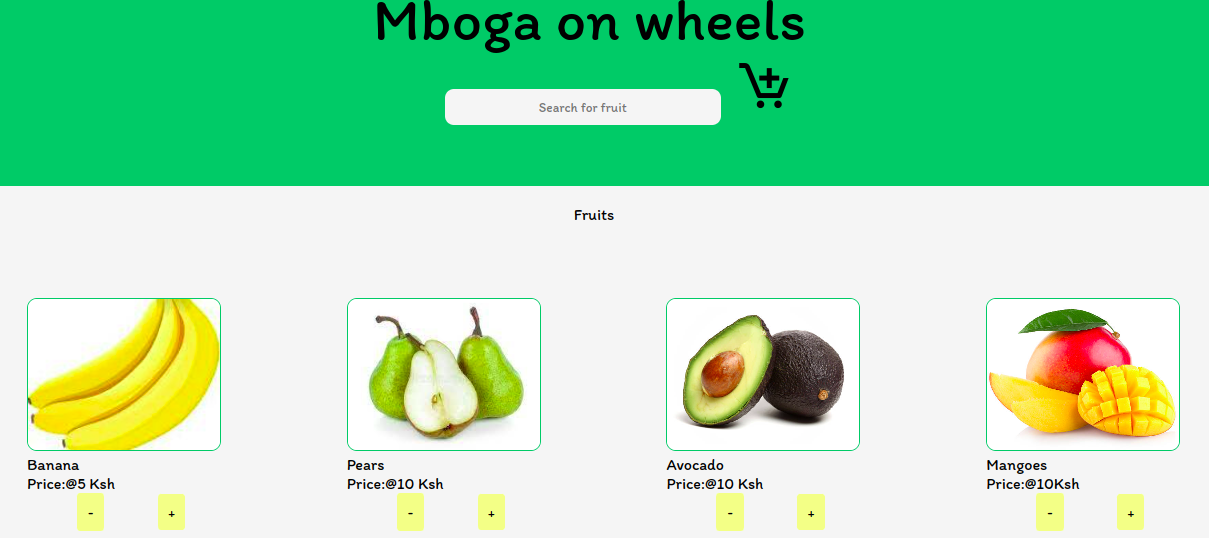 Mboga on wheels
Search for fruit
Fruits
Banana
Price:@5 Ksh
- +
Pears
Price:@10 Ksh
- +
Avocado
Price:@10 Ksh
- +
Mangoes
Price:@10Ksh
- +